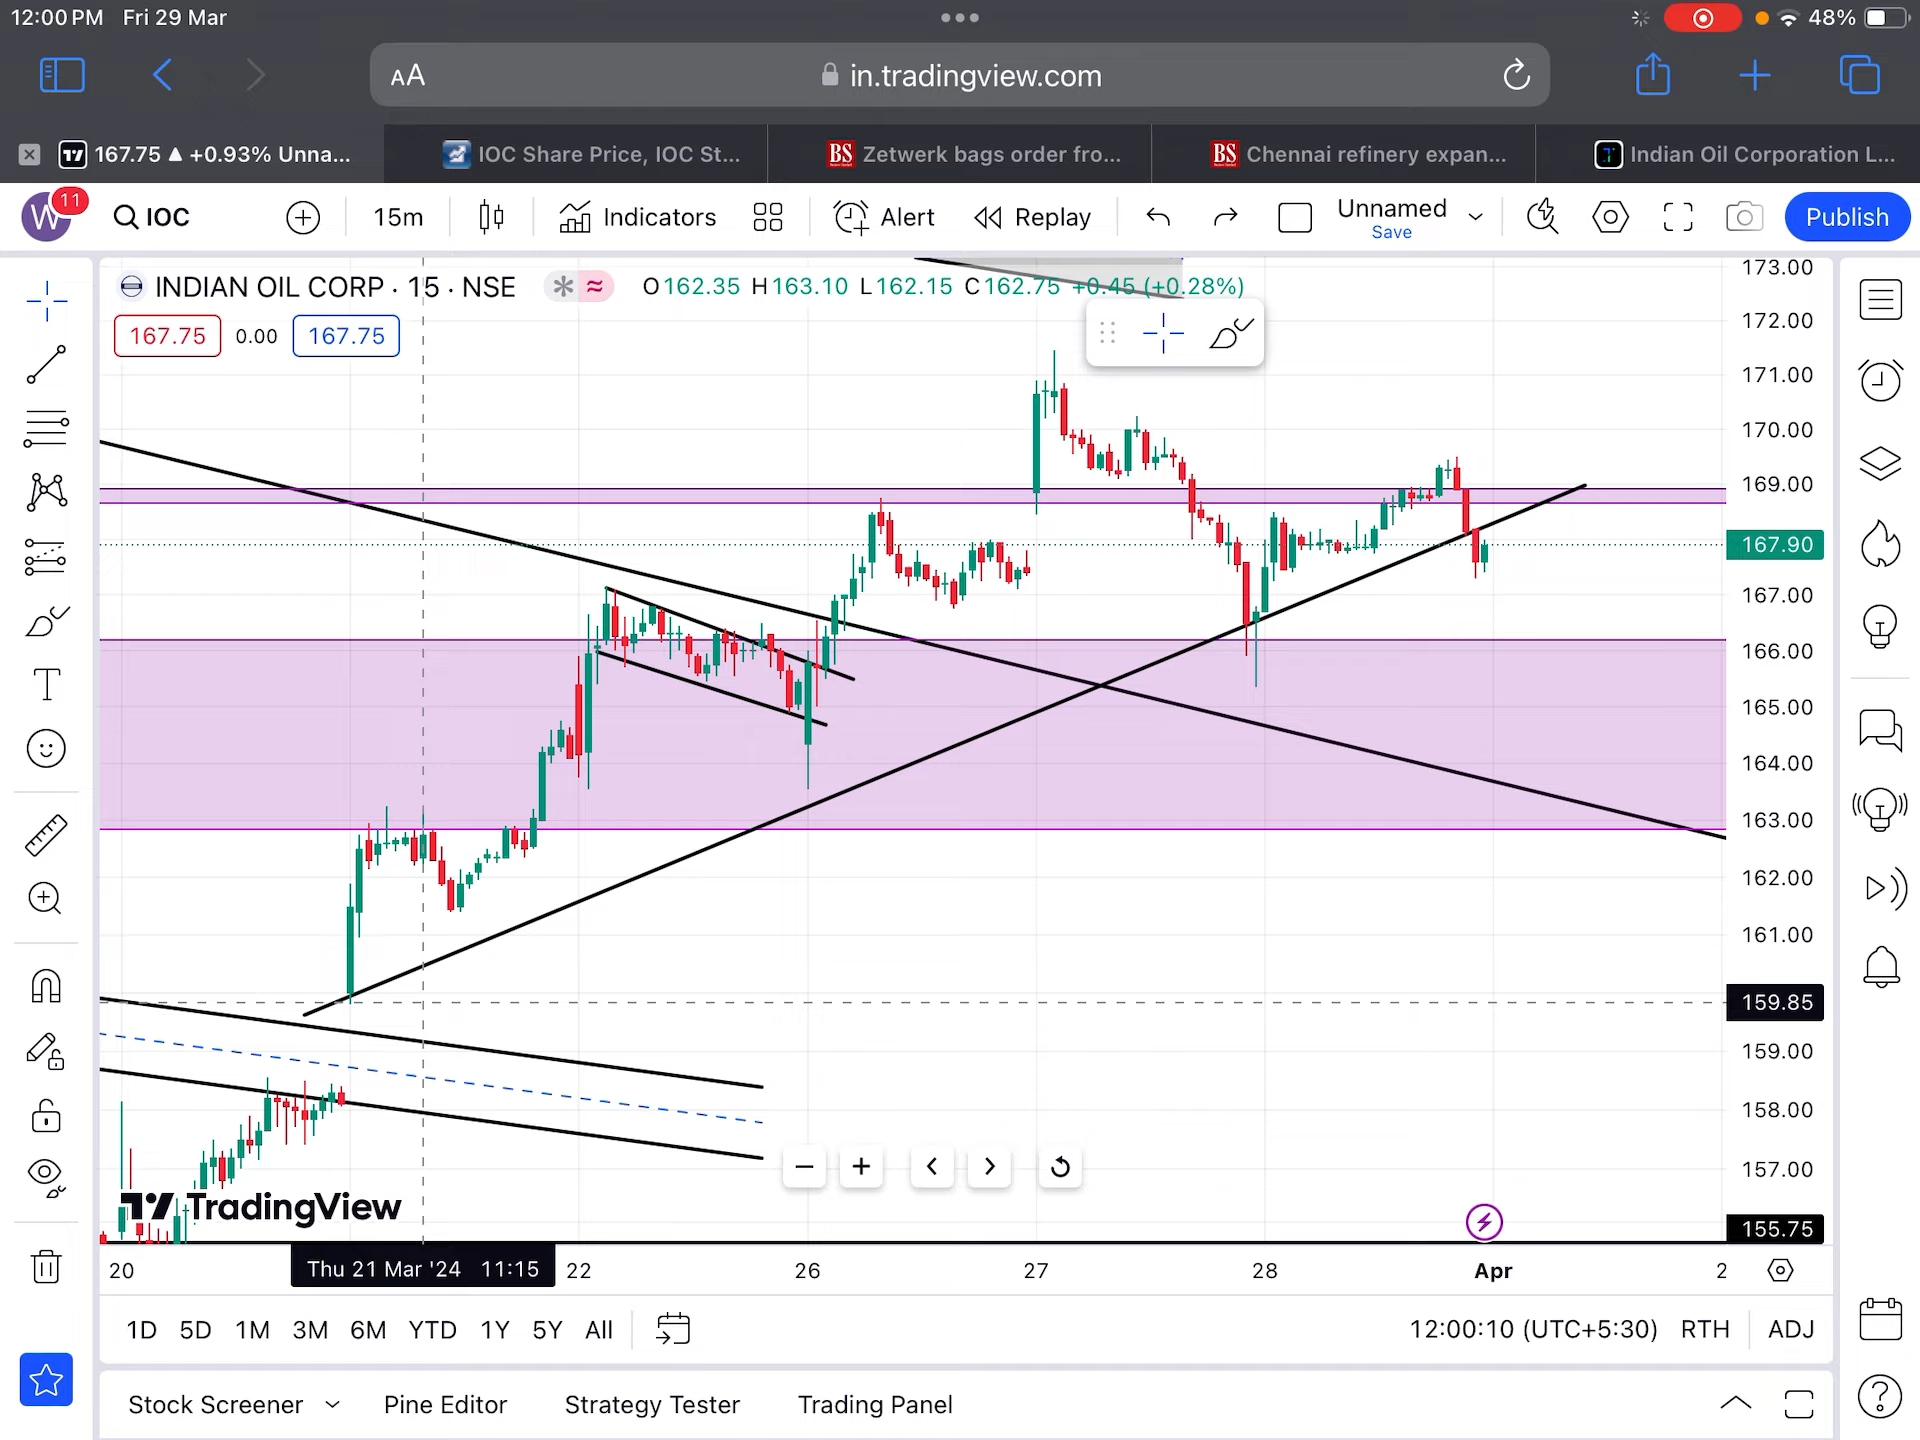 12:00 PM Fri 29 Mar
48%
AA in.tradingview.com
167.75 ▲ +0.93% Unna...
IOC Share Price, IOC St...
BS Zetwerk bags order fro...
BS Chennai refinery expan...
Indian Oil Corporation L...
W 11 IOC 15m Indicators Alert Replay Unnamed Publish
Save
INDIAN OIL CORP · 15 · NSE O162.35 H163.10 L162.15 C162.75 +0.45 (+0.28%)
167.75 0.00 167.75
173.00
172.00
171.00
170.00
169.00
167.90
167.00
166.00
165.00
164.00
163.00
162.00
161.00
159.85
159.00
158.00
157.00
TradingView
155.75
20 Thu 21 Mar '24 11:15 22 26 27 28 Apr 2
1D 5D 1M 3M 6M YTD 1Y 5Y All 12:00:10 (UTC+5:30) RTH ADJ
Stock Screener Pine Editor Strategy Tester Trading Panel